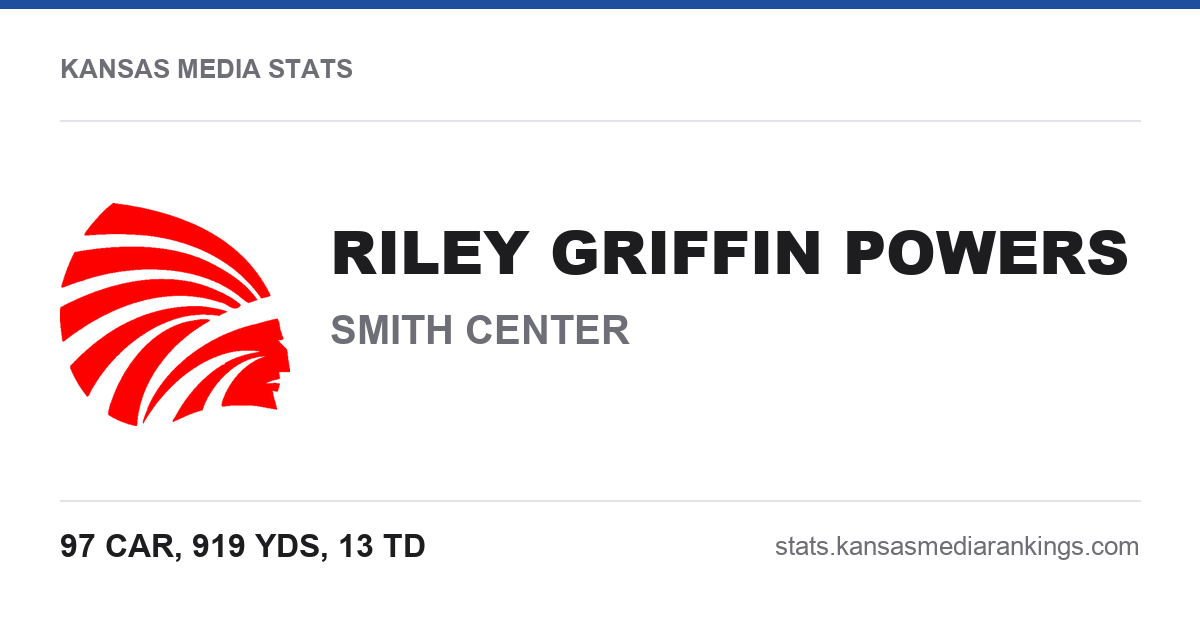 KANSAS MEDIA STATS
RILEY GRIFFIN POWERS
SMITH CENTER
97 CAR, 919 YDS, 13 TD
stats.kansasmediarankings.com